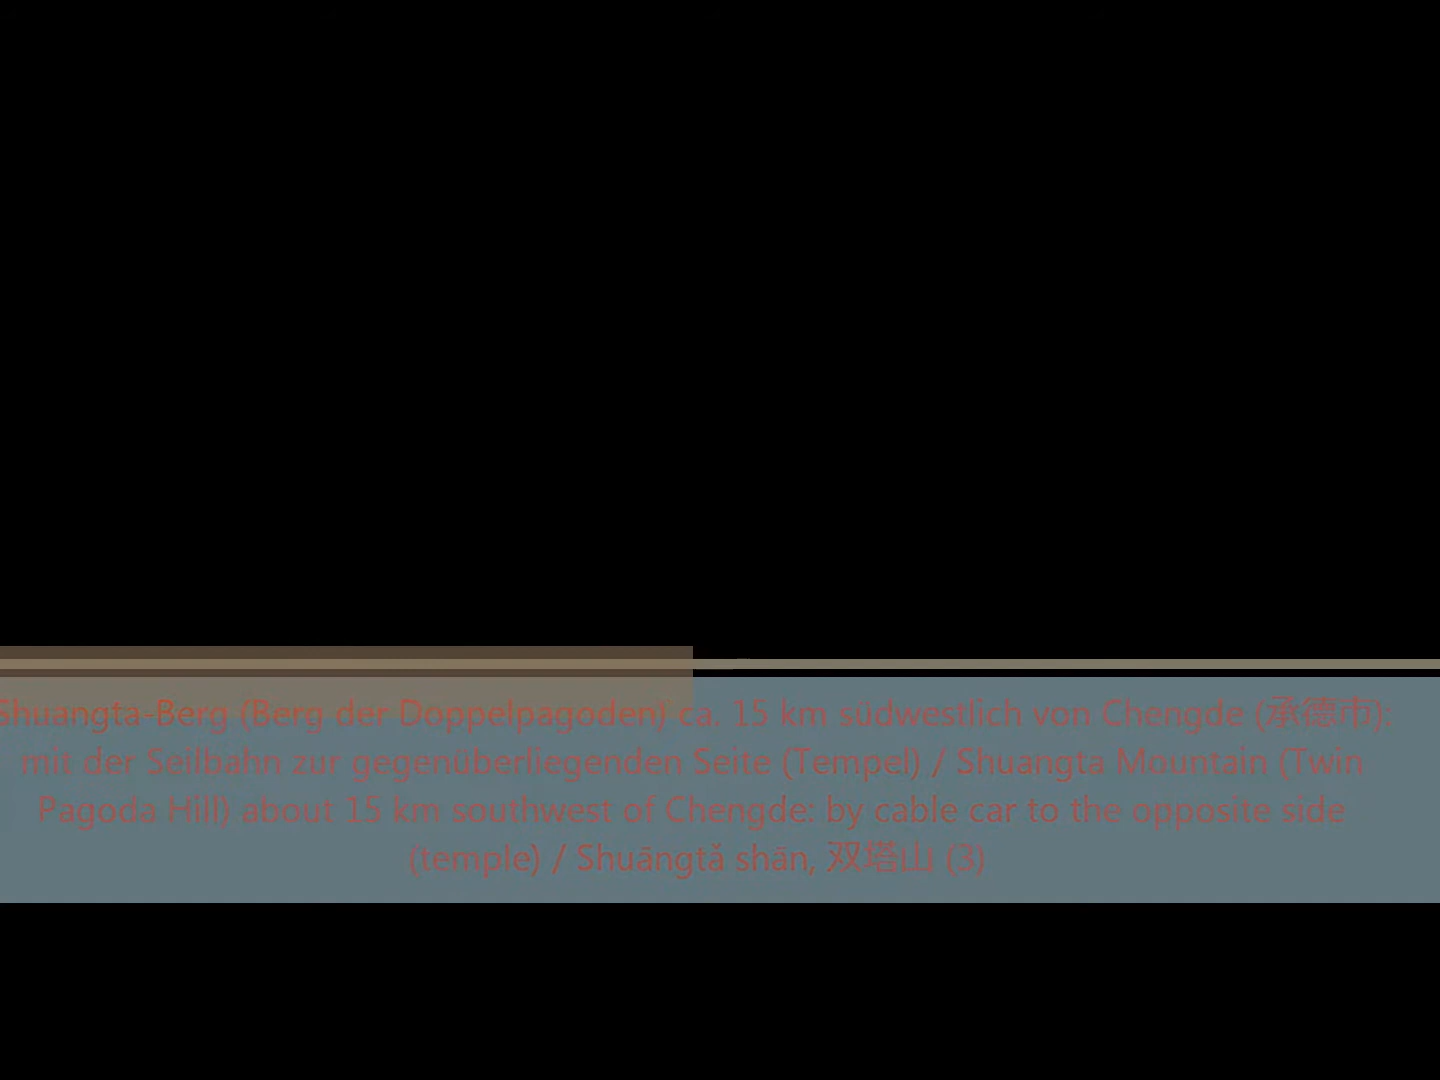 Shuangta-Berg (Berg der Doppelpagoden) ca. 15 km südwestlich von Chengde (承德市):
mit der Seilbahn zur gegenüberliegenden Seite (Tempel) / Shuangta Mountain (Twin
Pagoda Hill) about 15 km southwest of Chengde: by cable car to the opposite side
(temple) / Shuāngtǎ shān, 双塔山 (3)